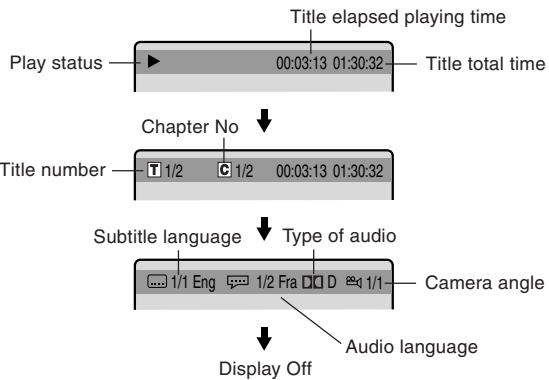 Title elapsed playing time
Play status
00:03:13 01:30:32
Title total time
Chapter No
Title number
T 1/2 C 1/2 00:03:13 01:30:32
Subtitle language
Type of audio
1/1 Eng 1/2 Fra D 1/1
Camera angle
Audio language
Display Off